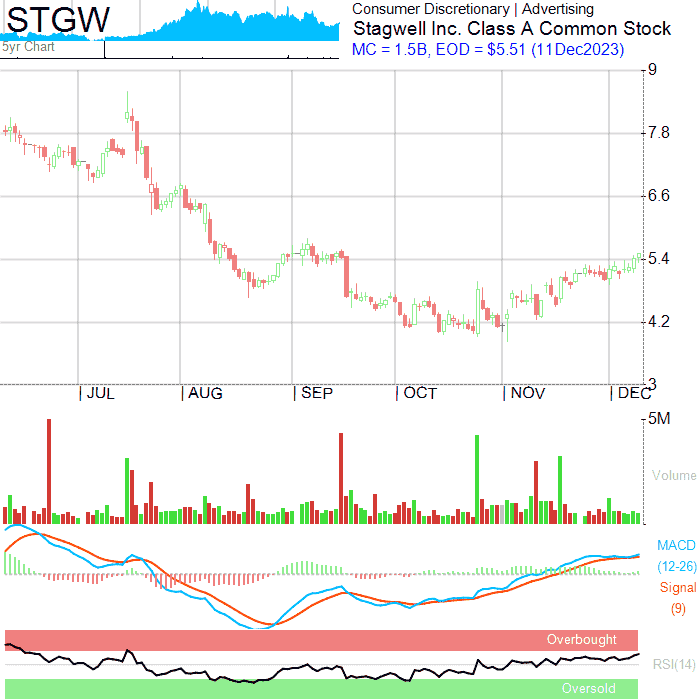 STGW
5yr Chart
Consumer Discretionary | Advertising
Stagwell Inc. Class A Common Stock
MC = 1.5B, EOD = $5.51 (11Dec2023)
9
7.8
6.6
5.4
4.2
3
JUL AUG SEP OCT NOV DEC
5M
Volume
MACD
(12-26)
Signal
(9)
Overbought
RSI(14)
Oversold